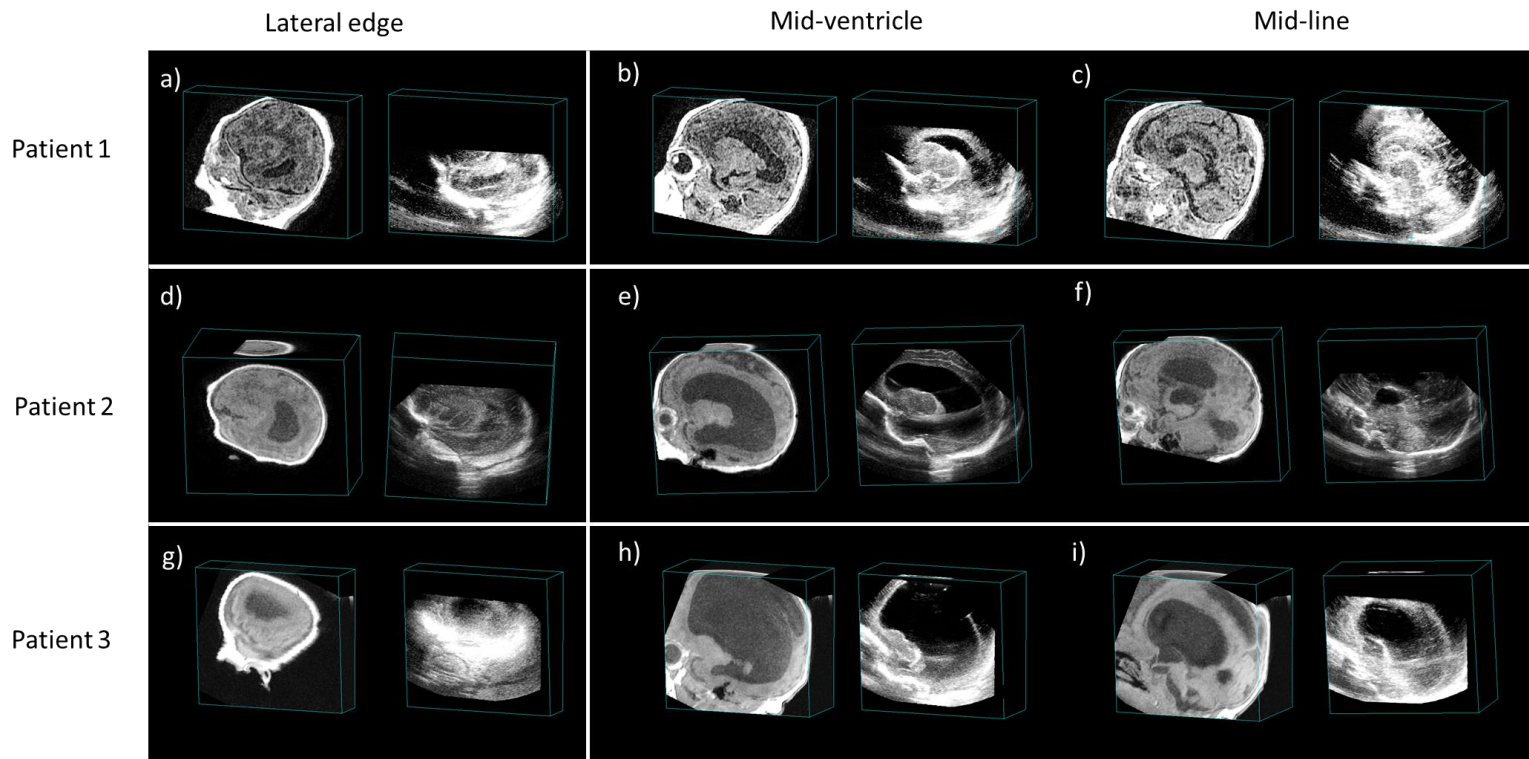 Lateral edge Mid-ventricle Mid-line
Patient 1
a) b) c)
Patient 2
d) e) f)
Patient 3
g) h) i)